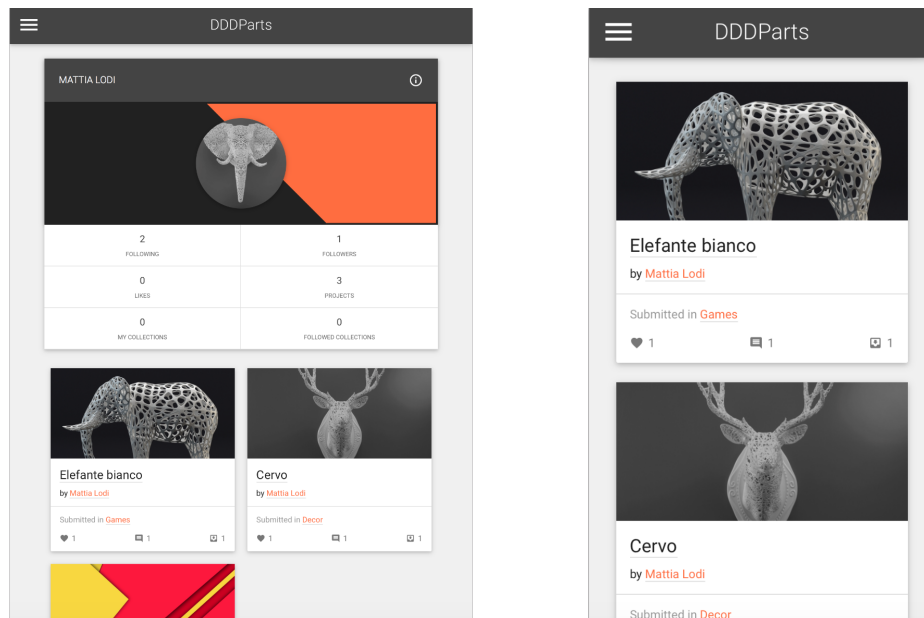 DDDParts
MATTIA LODI
2
FOLLOWING
1
FOLLOWERS
0
LIKES
3
PROJECTS
0
MY COLLECTIONS
0
FOLLOWED COLLECTIONS
Elefante bianco
by Mattia Lodi
Submitted in Games
1 1 1
Cervo
by Mattia Lodi
Submitted in Decor
1 1 1
DDDParts
Elefante bianco
by Mattia Lodi
Submitted in Games
1 1 1
Cervo
by Mattia Lodi
Submitted in Decor